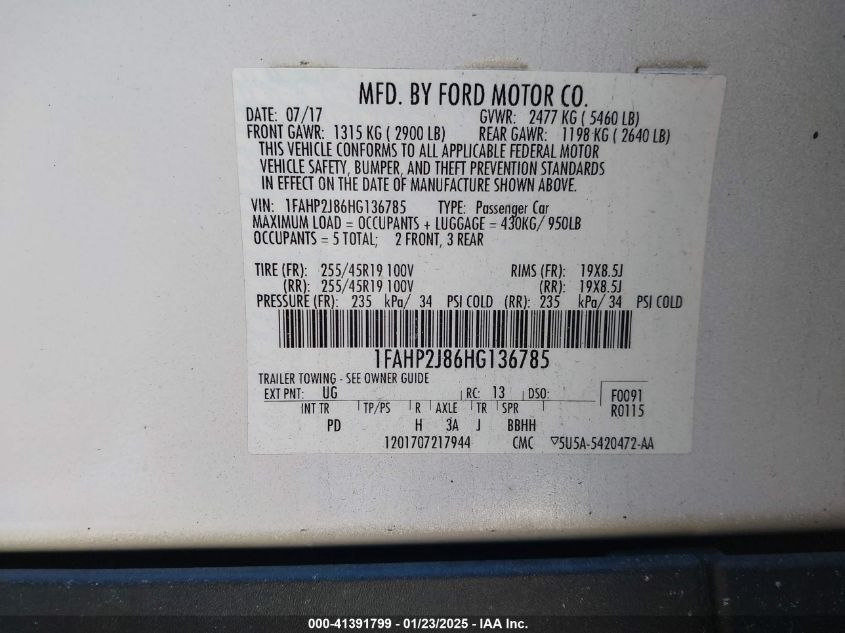 MFD. BY FORD MOTOR CO.
DATE: 07/17 GVWR: 2477 KG ( 5460 LB)
FRONT GAWR: 1315 KG ( 2900 LB) REAR GAWR: 1198 KG ( 2640 LB)
THIS VEHICLE CONFORMS TO ALL APPLICABLE FEDERAL MOTOR
VEHICLE SAFETY, BUMPER, AND THEFT PREVENTION STANDARDS
IN EFFECT ON THE DATE OF MANUFACTURE SHOWN ABOVE.
VIN: 1FAHP2J86HG136785 TYPE: Passenger Car
MAXIMUM LOAD = OCCUPANTS + LUGGAGE = 430KG/ 950LB
OCCUPANTS = 5 TOTAL; 2 FRONT, 3 REAR
TIRE (FR): 255/45R19 100V RIMS (FR): 19X8.5J
(RR): 255/45R19 100V (RR): 19X8.5J
PRESSURE (FR): 235 kPa/ 34 PSI COLD (RR): 235 kPa/ 34 PSI COLD
1FAHP2J86HG136785
TRAILER TOWING - SEE OWNER GUIDE
EXT PNT: UG RC: 13 DSO: F0091
INT TR TP/PS R AXLE TR SPR R0115
PD H 3A J BBHH
1201707217944 CMC ▽5U5A-5420472-AA
000-41391799 — 01/23/2025 — IAA Inc.